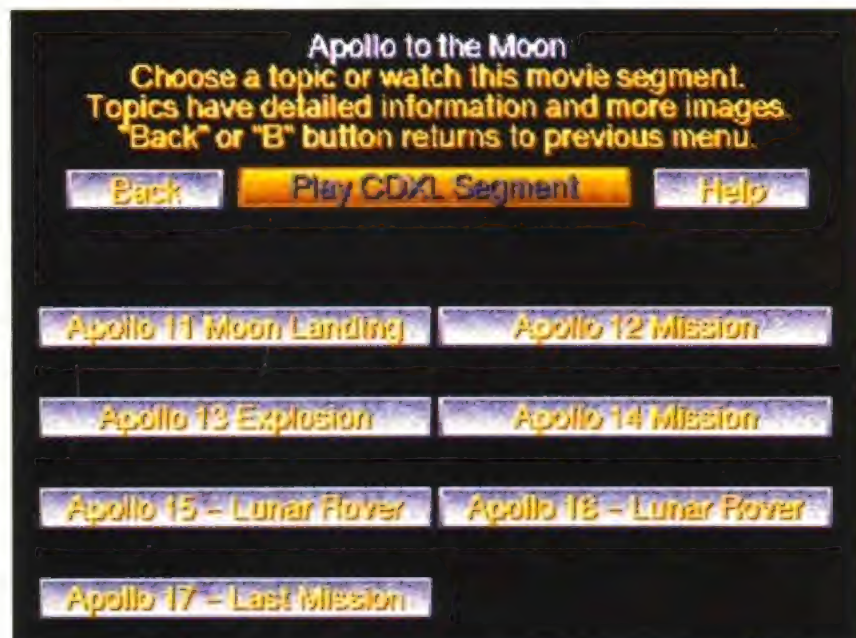 Apollo to the Moon
Choose a topic or watch this movie segment.
Topics have detailed information and more images.
"Back" or "B" button returns to previous menu.
Back Play CDXL Segment Help
Apollo 11 Moon Landing Apollo 12 Mission
Apollo 13 Explosion Apollo 14 Mission
Apollo 15 – Lunar Rover Apollo 16 – Lunar Rover
Apollo 17 – Last Mission